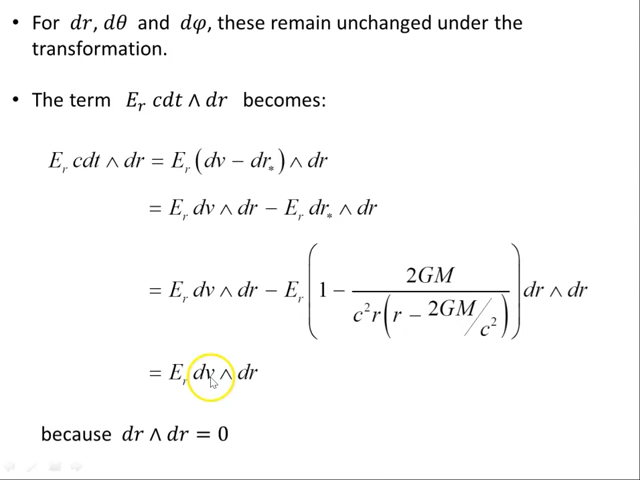 • For dr, dθ and dφ, these remain unchanged under the
transformation.
• The term E_r cdt ∧ dr becomes:
E_r cdt ∧ dr = E_r (dv − dr_*) ∧ dr
= E_r dv ∧ dr − E_r dr_* ∧ dr
= E_r dv ∧ dr − E_r (1 − 2GM / (c²r(r − 2GM/c²))) dr ∧ dr
= E_r dv ∧ dr
because dr ∧ dr = 0